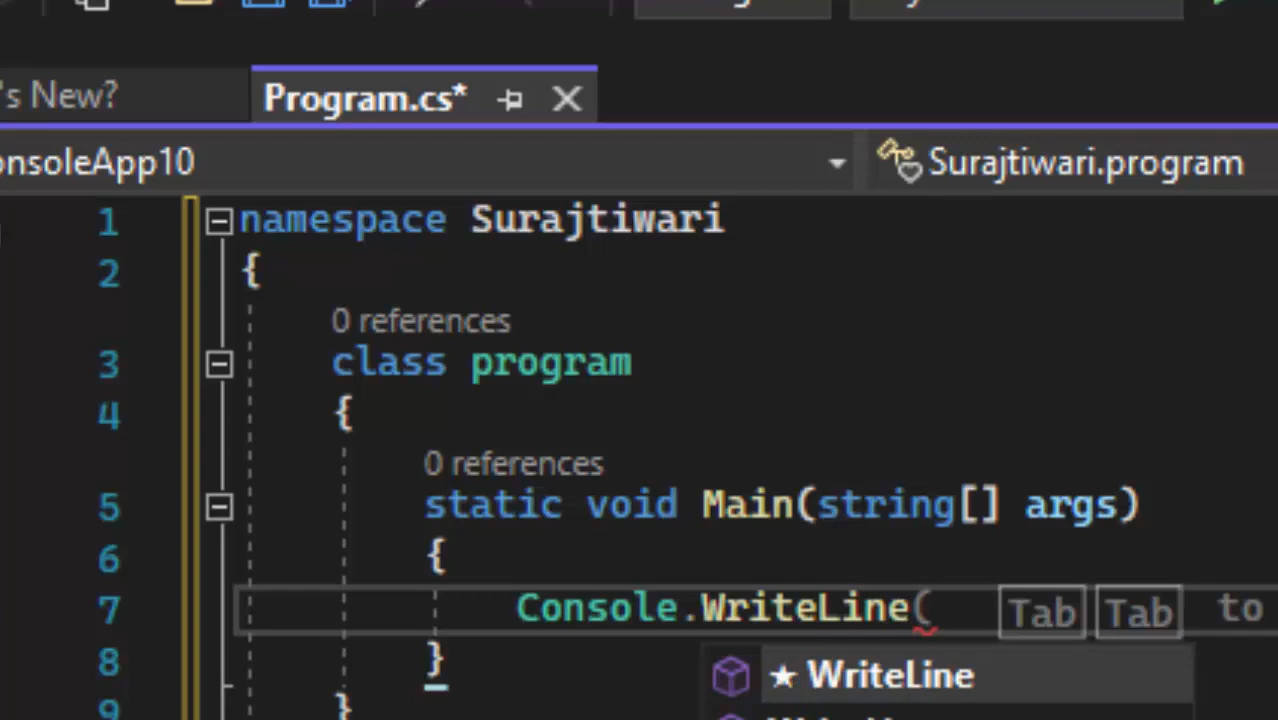 's New?
Program.cs*
onsoleApp10
Surajtiwari.program
1 namespace Surajtiwari
2 {
0 references
3 class program
4 {
0 references
5 static void Main(string[] args)
6 {
7 Console.WriteLine( Tab Tab to
★ WriteLine
8 }
9 }